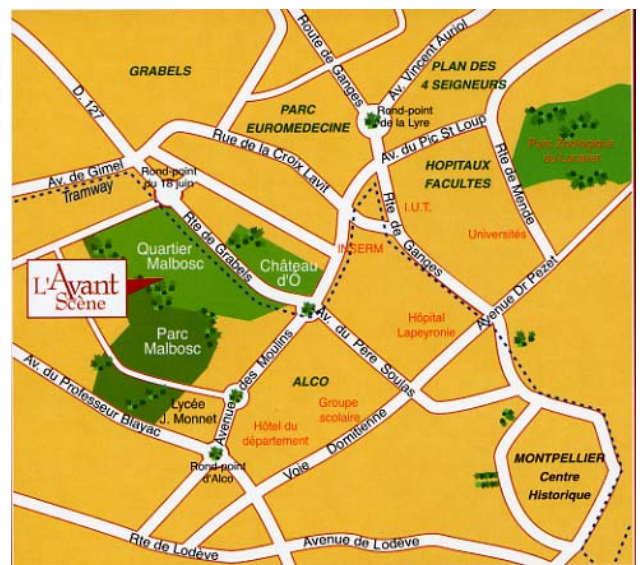 GRABELS
D. 127
Route de Ganges
Av. Vincent Auriol
PLAN DES
4 SEIGNEURS
PARC
EUROMEDECINE
Rond-point
de la Lyre
Rue de la Croix Lavit
Av. du Pic St Loup
HOPITAUX
FACULTES
Rte de Mende
Av. de Gimel
Tramway
Rond-point
du 18 juin
I.U.T.
Universités
INSERM
Rte de Ganges
Rte de Grabels
Quartier
Malbosc
Château
d'Ô
L'Avant
Scène
Parc
Malbosc
Hôpital
Lapeyronie
Avenue Dr Pezet
Av. du Père Soulas
Avenue des Moulins
Av. du Professeur Blayac
Lycée
J. Monnet
ALCO
Groupe
scolaire
Hôtel du
département
Voie Domitienne
Rond-point
d'Alco
MONTPELLIER
Centre
Historique
Rte de Lodève
Avenue de Lodève